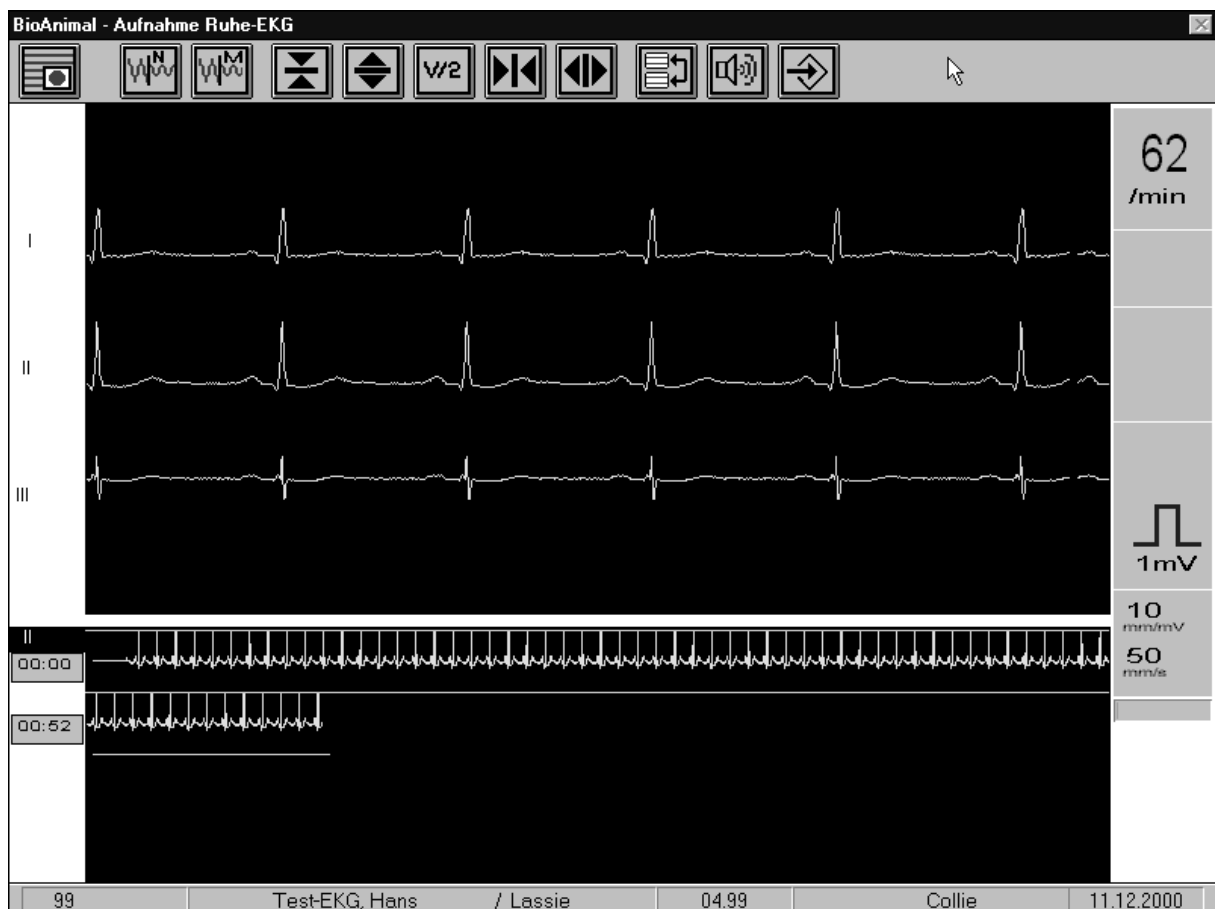 BioAnimal - Aufnahme Ruhe-EKG
N
M
V/2
62
/min
I
II
III
1mV
10
mm/mV
50
mm/s
II
00:00
00:52
99 Test-EKG, Hans / Lassie 04.99 Collie 11.12.2000